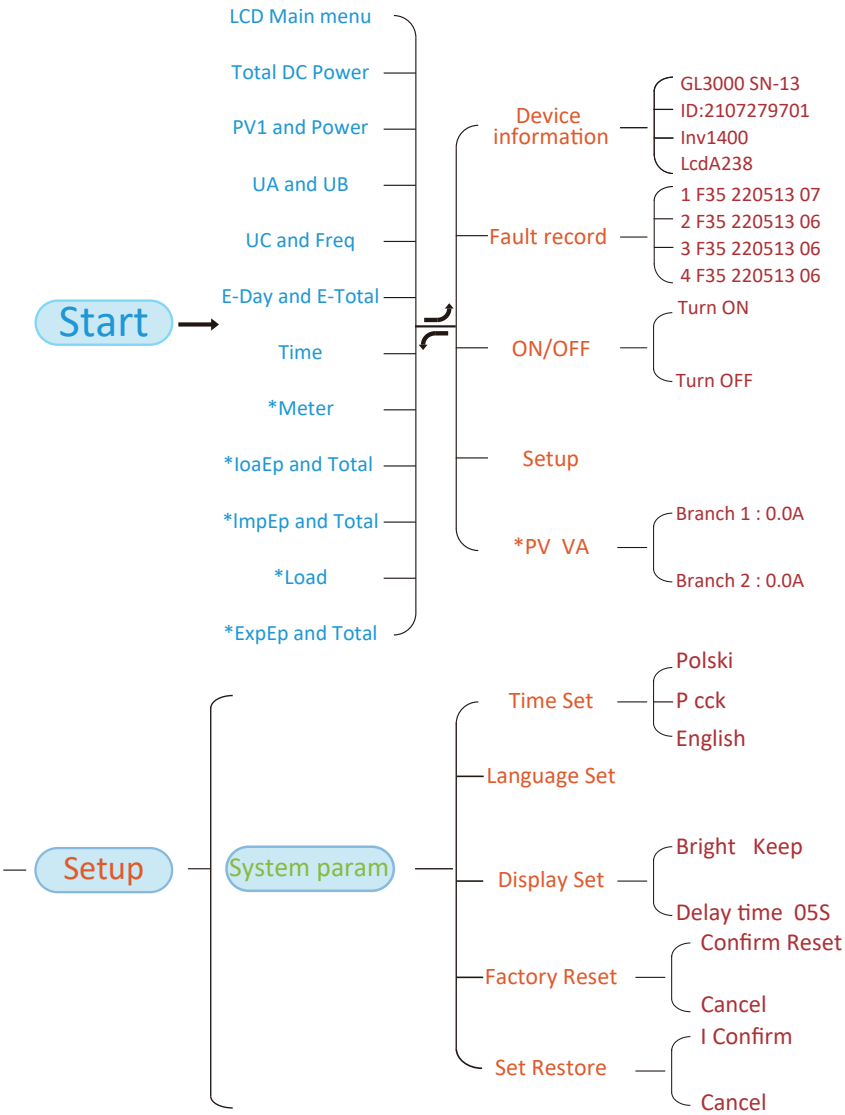 LCD Main menu
Total DC Power
PV1 and Power
UA and UB
UC and Freq
E-Day and E-Total
Start
Time
*Meter
*IoaEp and Total
*ImpEp and Total
*Load
*ExpEp and Total
Device
information
GL3000 SN-13
ID:2107279701
Inv1400
LcdA238
Fault record
1 F35 220513 07
2 F35 220513 06
3 F35 220513 06
4 F35 220513 06
ON/OFF
Turn ON
Turn OFF
Setup
*PV VA
Branch 1 : 0.0A
Branch 2 : 0.0A
Setup
System param
Time Set
Polski
P cck
English
Language Set
Display Set
Bright Keep
Delay time 05S
Factory Reset
Confirm Reset
Cancel
Set Restore
I Confirm
Cancel